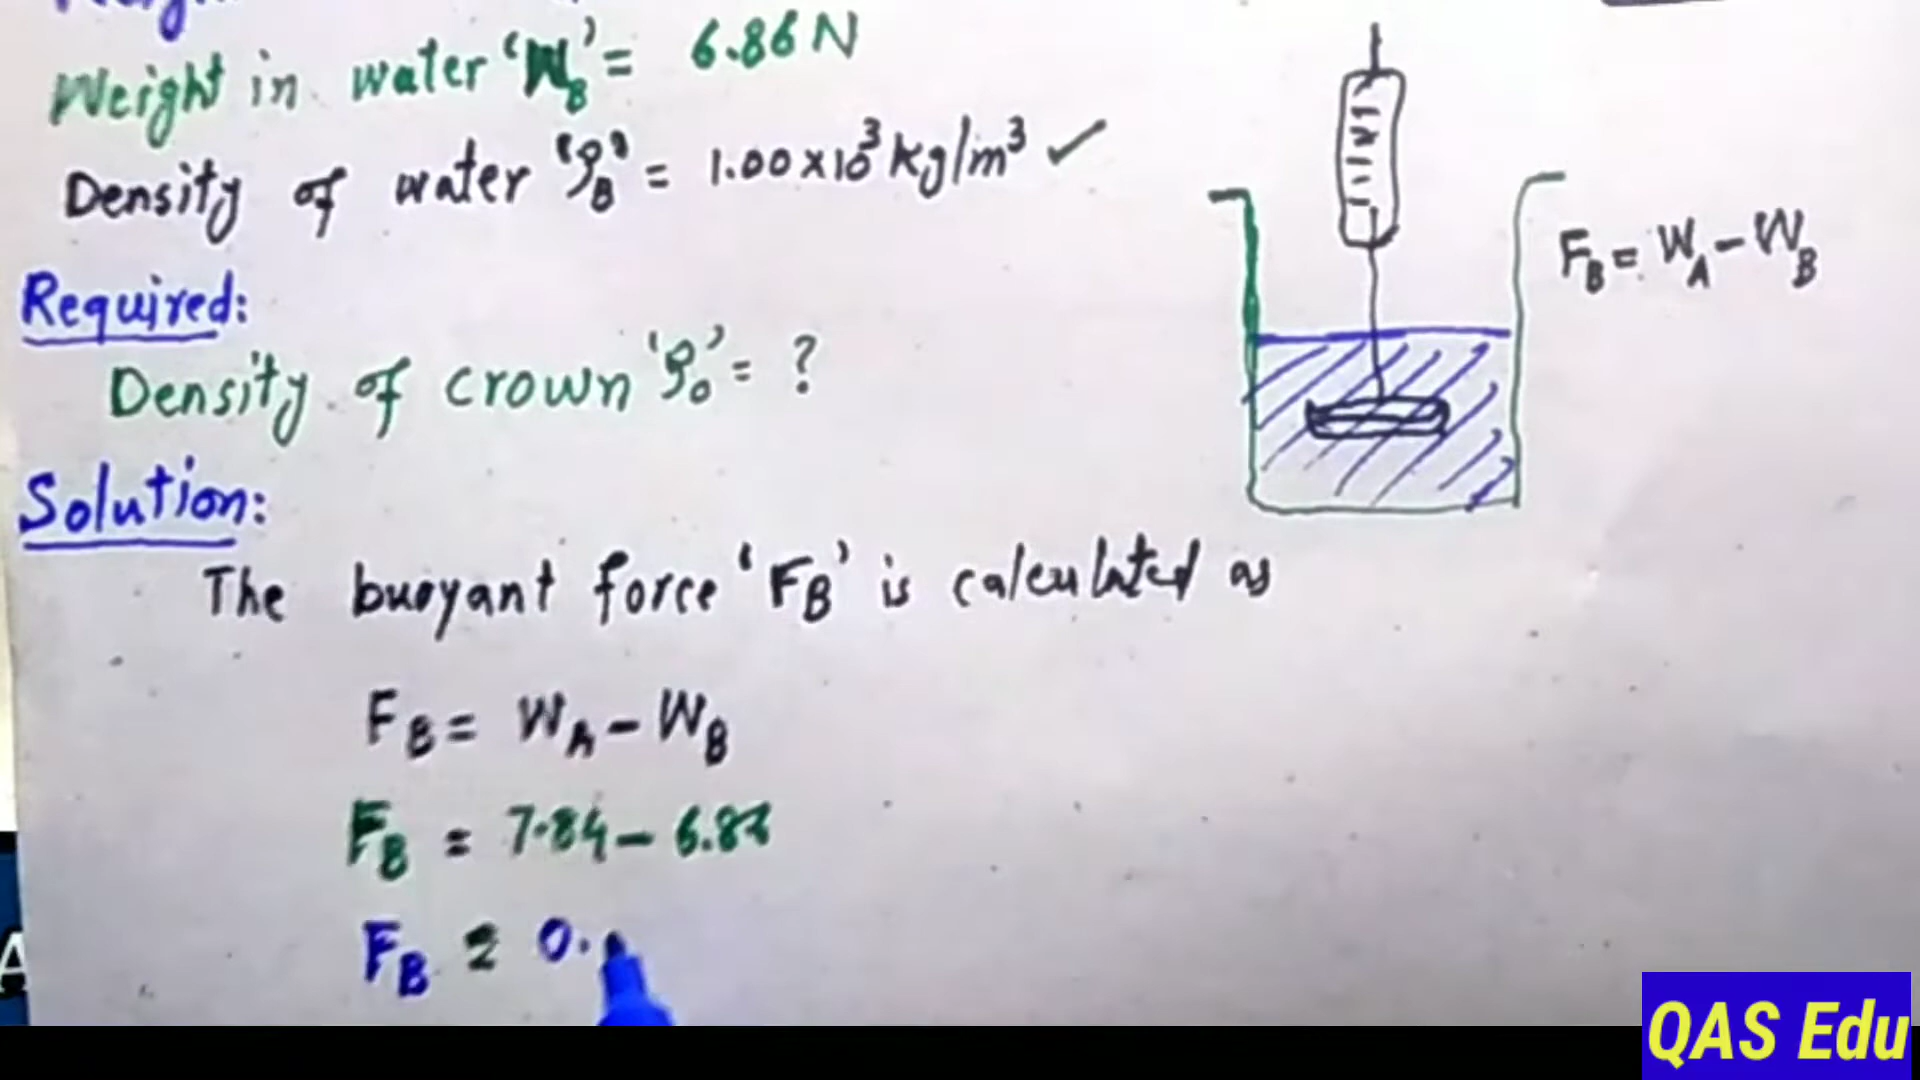 Weight in water 'W_B' = 6.86 N
Density of water 'ρ_B' = 1.00×10³ kg/m³ ✓
F_B = W_A − W_B
Required:
Density of crown 'ρ_o' = ?
Solution:
The buoyant force 'F_B' is calculated as
F_B = W_A − W_B
F_B = 7.84 − 6.86
F_B = 0.
QAS Edu